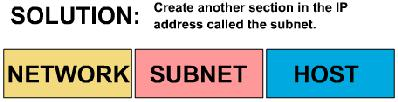 SOLUTION: Create another section in the IP
address called the subnet.
NETWORK SUBNET HOST